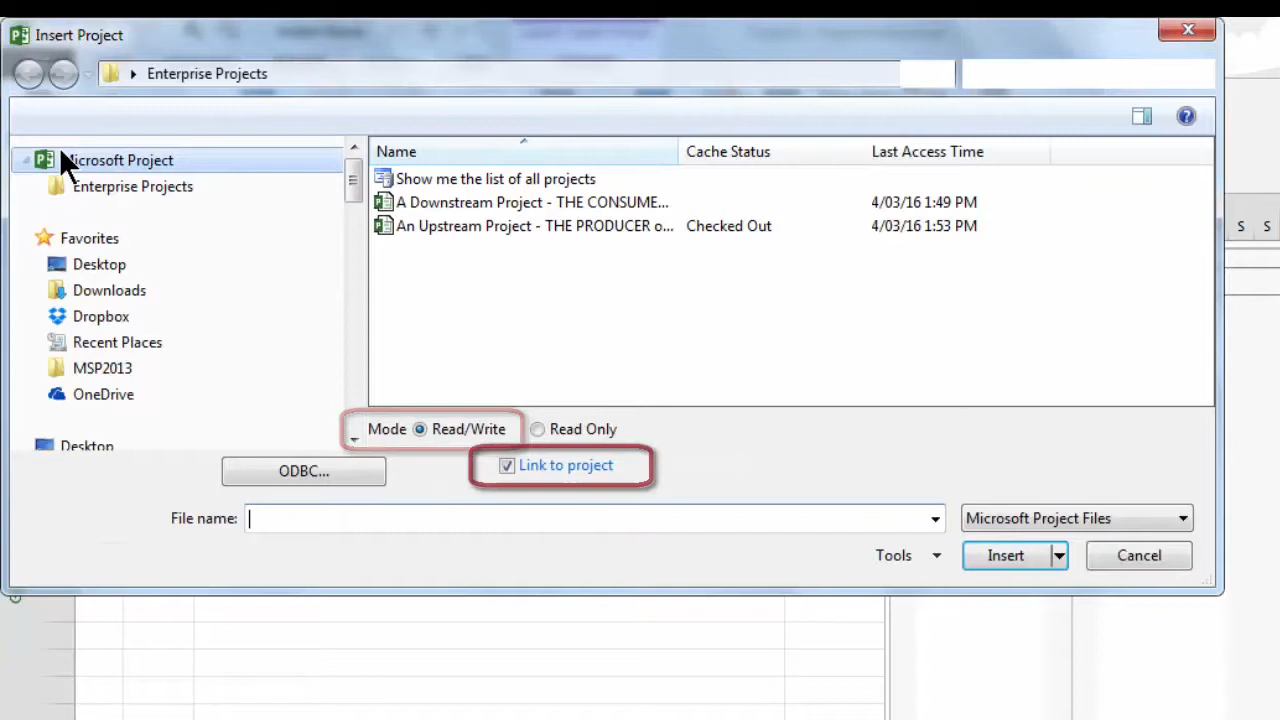 Insert Project
Enterprise Projects
Microsoft Project
Enterprise Projects
Favorites
Desktop
Downloads
Dropbox
Recent Places
MSP2013
OneDrive
Desktop
Name Cache Status Last Access Time
Show me the list of all projects
A Downstream Project - THE CONSUME... 4/03/16 1:49 PM
An Upstream Project - THE PRODUCER o... Checked Out 4/03/16 1:53 PM
Mode Read/Write Read Only
ODBC... Link to project
File name: Microsoft Project Files
Tools Insert Cancel
S S